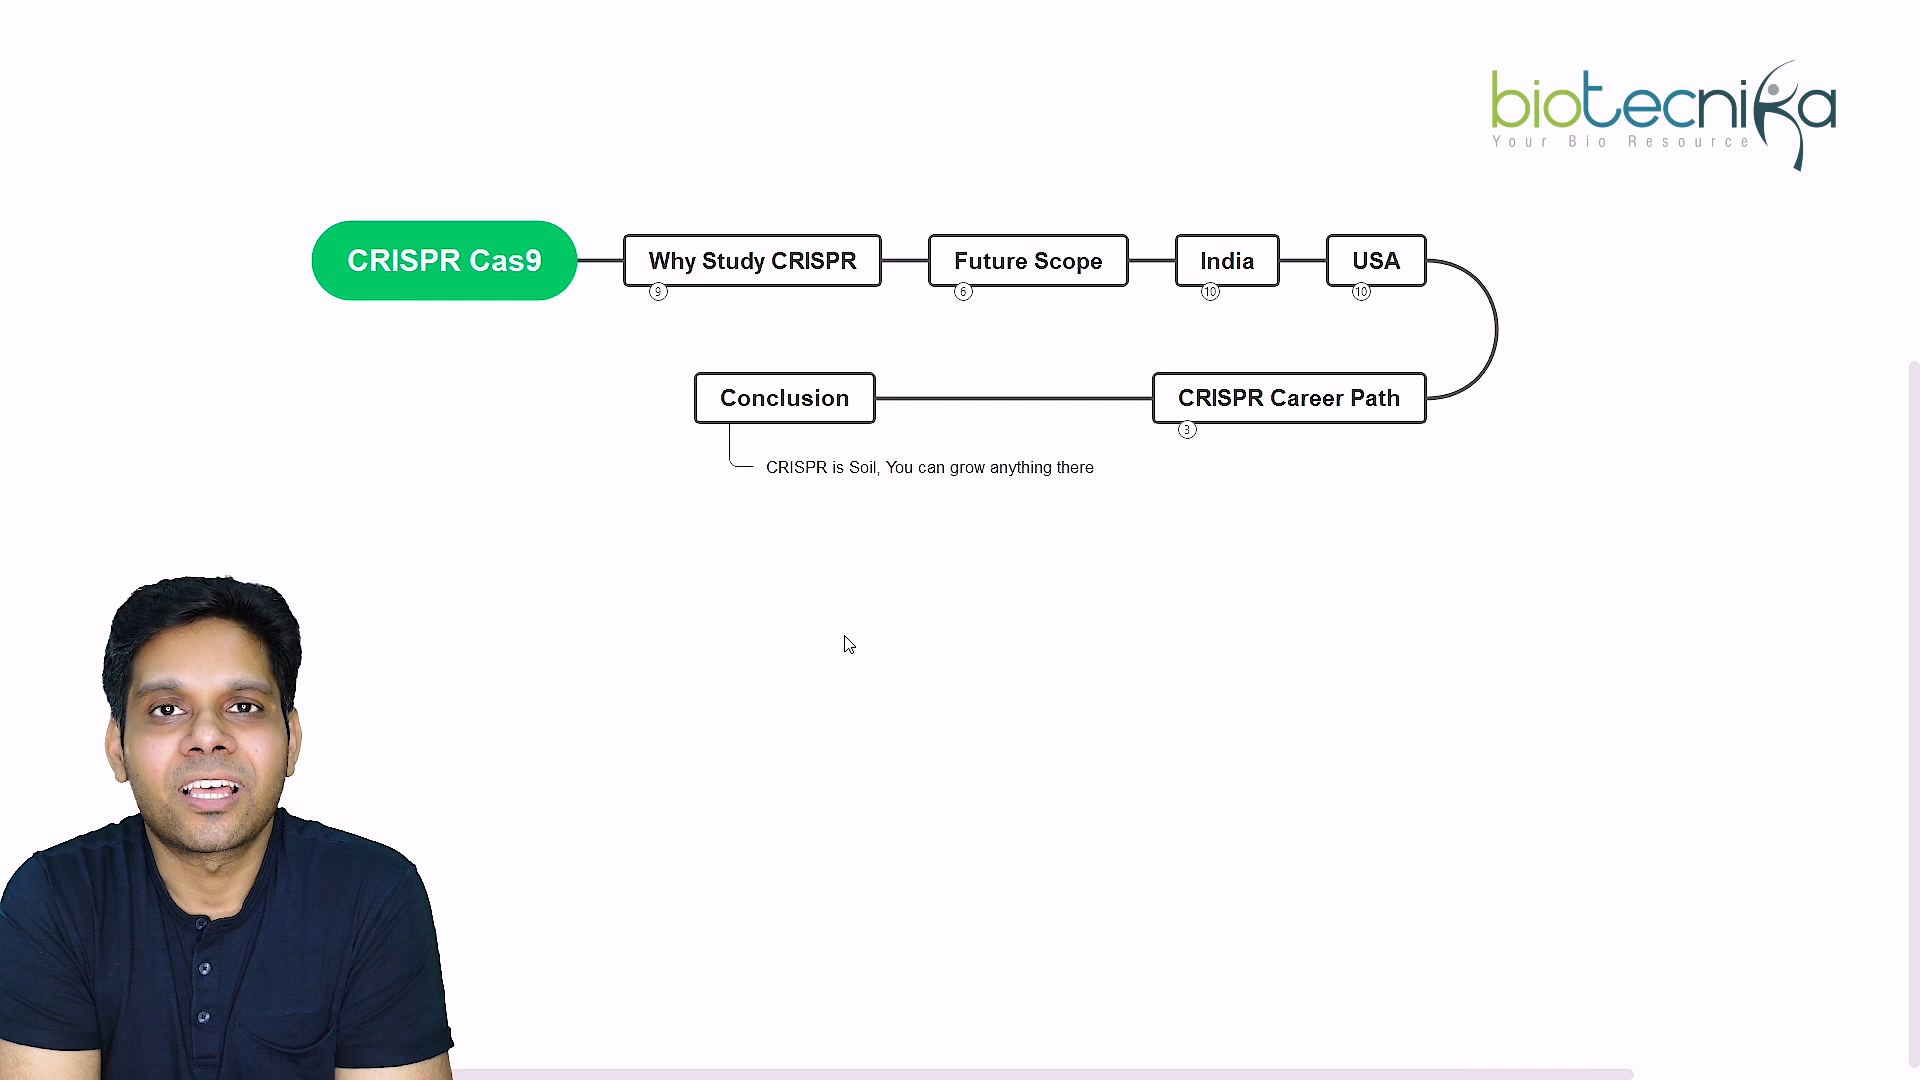 biotecnika
Your Bio Resource
CRISPR Cas9
Why Study CRISPR
9
Future Scope
6
India
10
USA
10
Conclusion
CRISPR Career Path
3
CRISPR is Soil, You can grow anything there